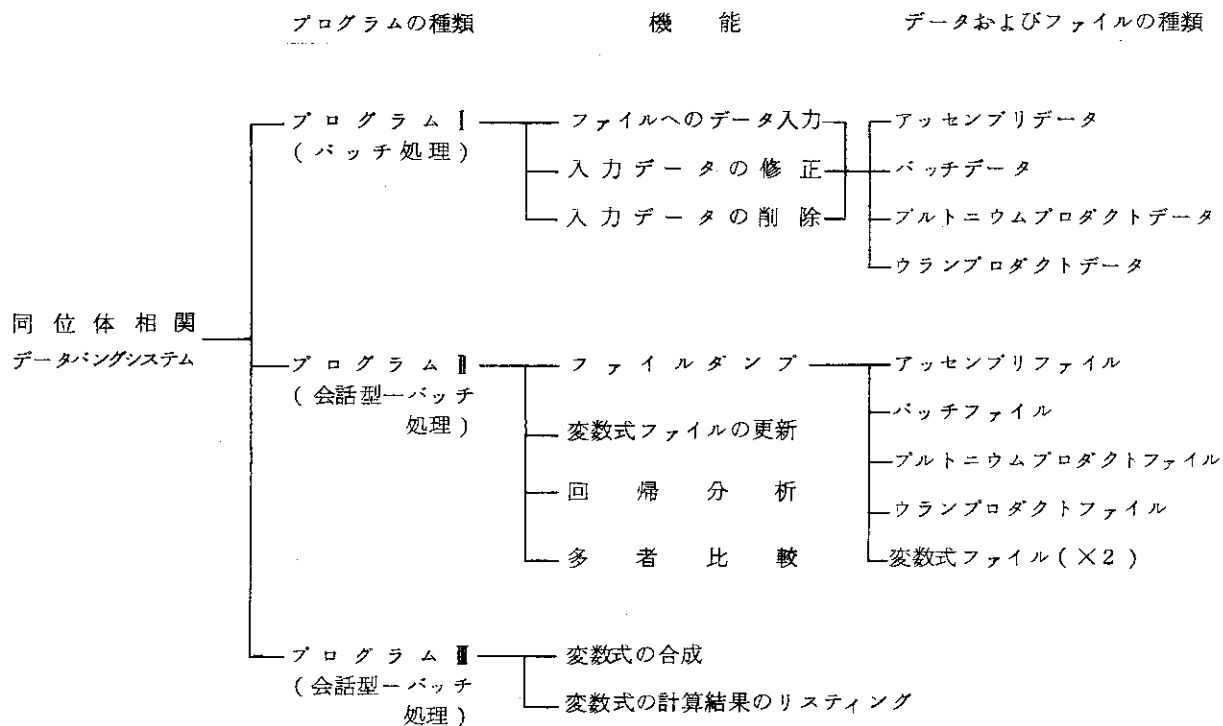 プログラムの種類 機能 データおよびファイルの種類
プログラムⅠ ファイルへのデータ入力 アッセンブリデータ
(バッチ処理) 入力データの修正 バッチデータ
入力データの削除 プルトニウムプロダクトデータ
ウランプロダクトデータ
同位体相関
データバングシステム
プログラムⅡ ファイルダンプ アッセンブリファイル
(会話型ーバッチ
処理)
バッチファイル
変数式ファイルの更新
プルトニウムプロダクトファイル
回帰分析 ウランプロダクトファイル
多者比較 変数式ファイル(×2)
プログラムⅢ 変数式の合成
(会話型ーバッチ
処理)
変数式の計算結果のリスティング